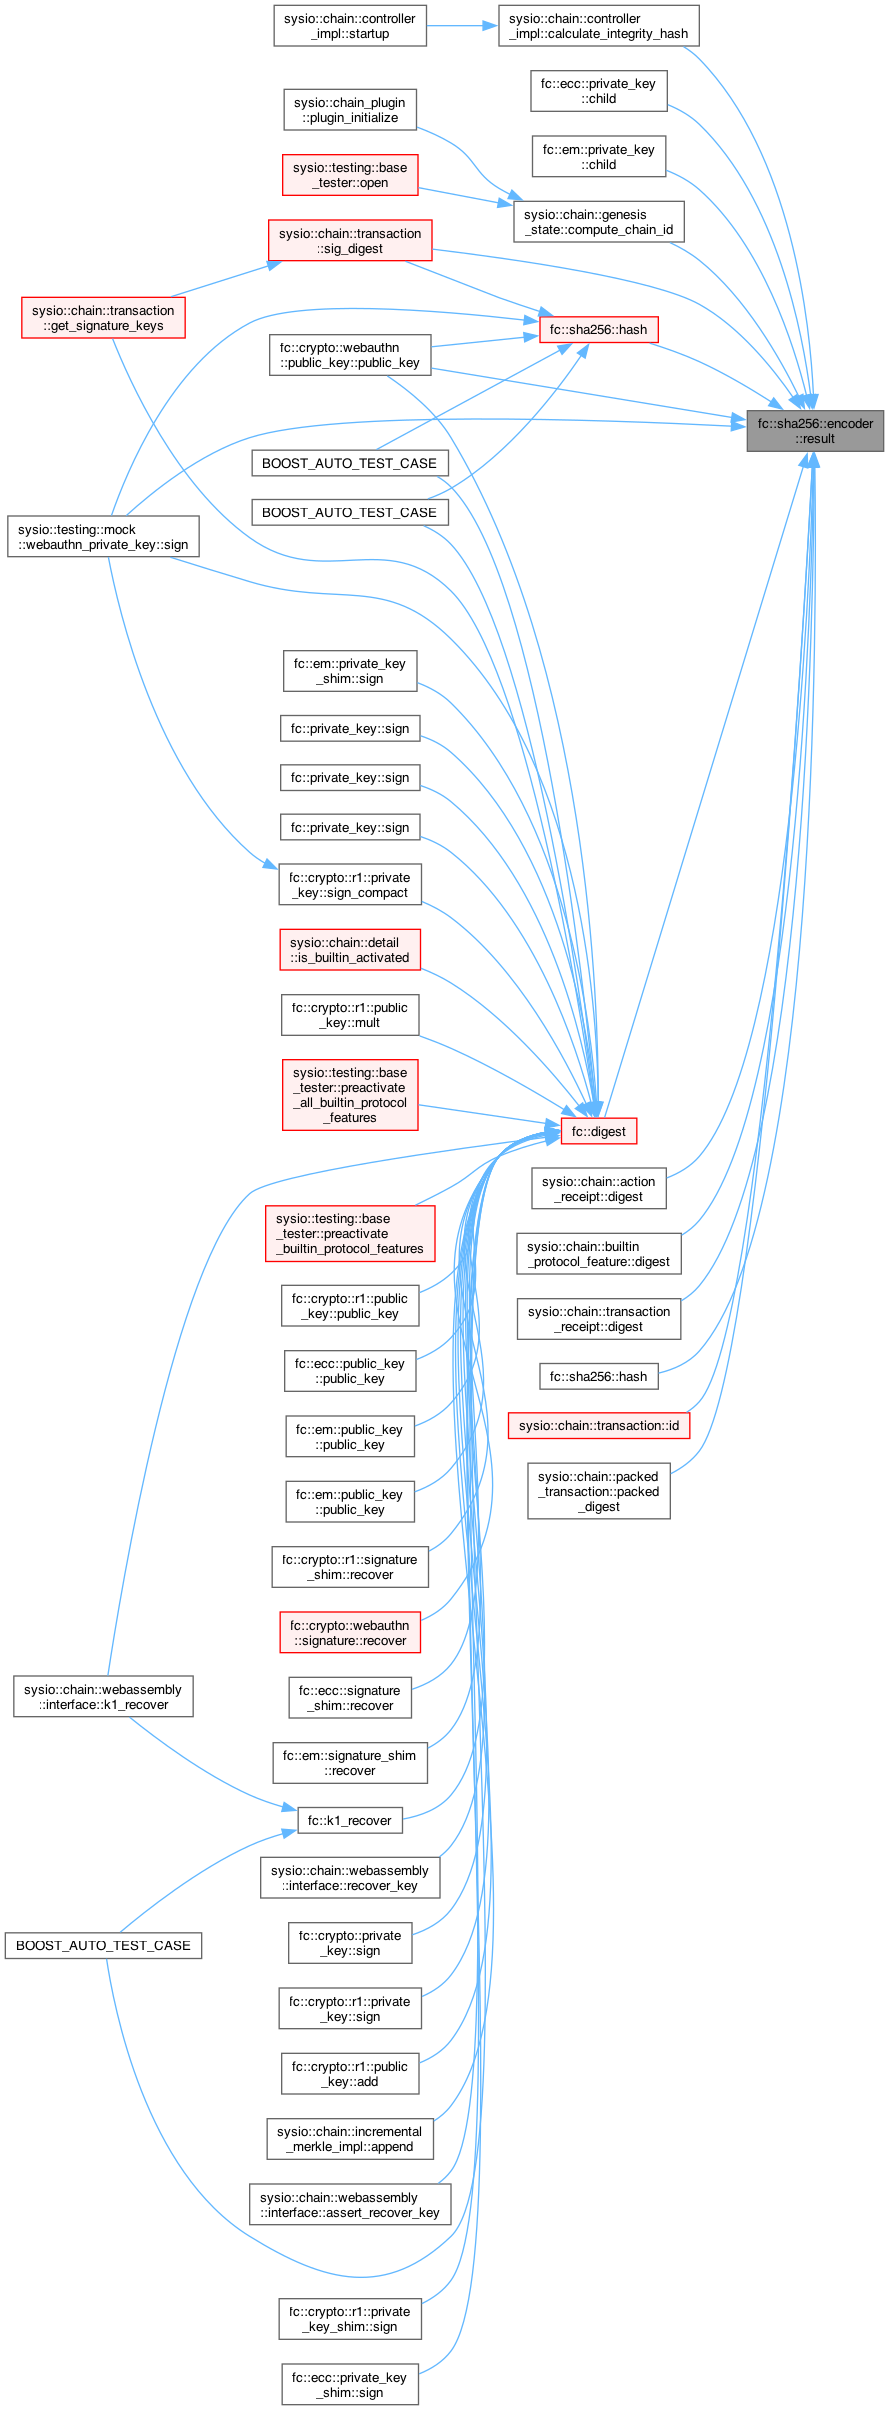 sysio::chain::controller
_impl::startup
sysio::chain::controller
_impl::calculate_integrity_hash
fc::ecc::private_key
::child
sysio::chain_plugin
::plugin_initialize
fc::em::private_key
::child
sysio::testing::base
_tester::open
sysio::chain::genesis
_state::compute_chain_id
sysio::chain::transaction
::sig_digest
sysio::chain::transaction
::get_signature_keys
fc::sha256::hash
fc::crypto::webauthn
::public_key::public_key
fc::sha256::encoder
::result
BOOST_AUTO_TEST_CASE
BOOST_AUTO_TEST_CASE
sysio::testing::mock
::webauthn_private_key::sign
fc::em::private_key
_shim::sign
fc::private_key::sign
fc::private_key::sign
fc::private_key::sign
fc::crypto::r1::private
_key::sign_compact
sysio::chain::detail
::is_builtin_activated
fc::crypto::r1::public
_key::mult
sysio::testing::base
_tester::preactivate
_all_builtin_protocol
_features
fc::digest
sysio::chain::action
_receipt::digest
sysio::testing::base
_tester::preactivate
_builtin_protocol_features
sysio::chain::builtin
_protocol_feature::digest
fc::crypto::r1::public
_key::public_key
sysio::chain::transaction
_receipt::digest
fc::ecc::public_key
::public_key
fc::sha256::hash
fc::em::public_key
::public_key
sysio::chain::transaction::id
fc::em::public_key
::public_key
sysio::chain::packed
_transaction::packed
_digest
fc::crypto::r1::signature
_shim::recover
fc::crypto::webauthn
::signature::recover
sysio::chain::webassembly
::interface::k1_recover
fc::ecc::signature
_shim::recover
fc::em::signature_shim
::recover
fc::k1_recover
sysio::chain::webassembly
::interface::recover_key
BOOST_AUTO_TEST_CASE
fc::crypto::private
_key::sign
fc::crypto::r1::private
_key::sign
fc::crypto::r1::public
_key::add
sysio::chain::incremental
_merkle_impl::append
sysio::chain::webassembly
::interface::assert_recover_key
fc::crypto::r1::private
_key_shim::sign
fc::ecc::private_key
_shim::sign